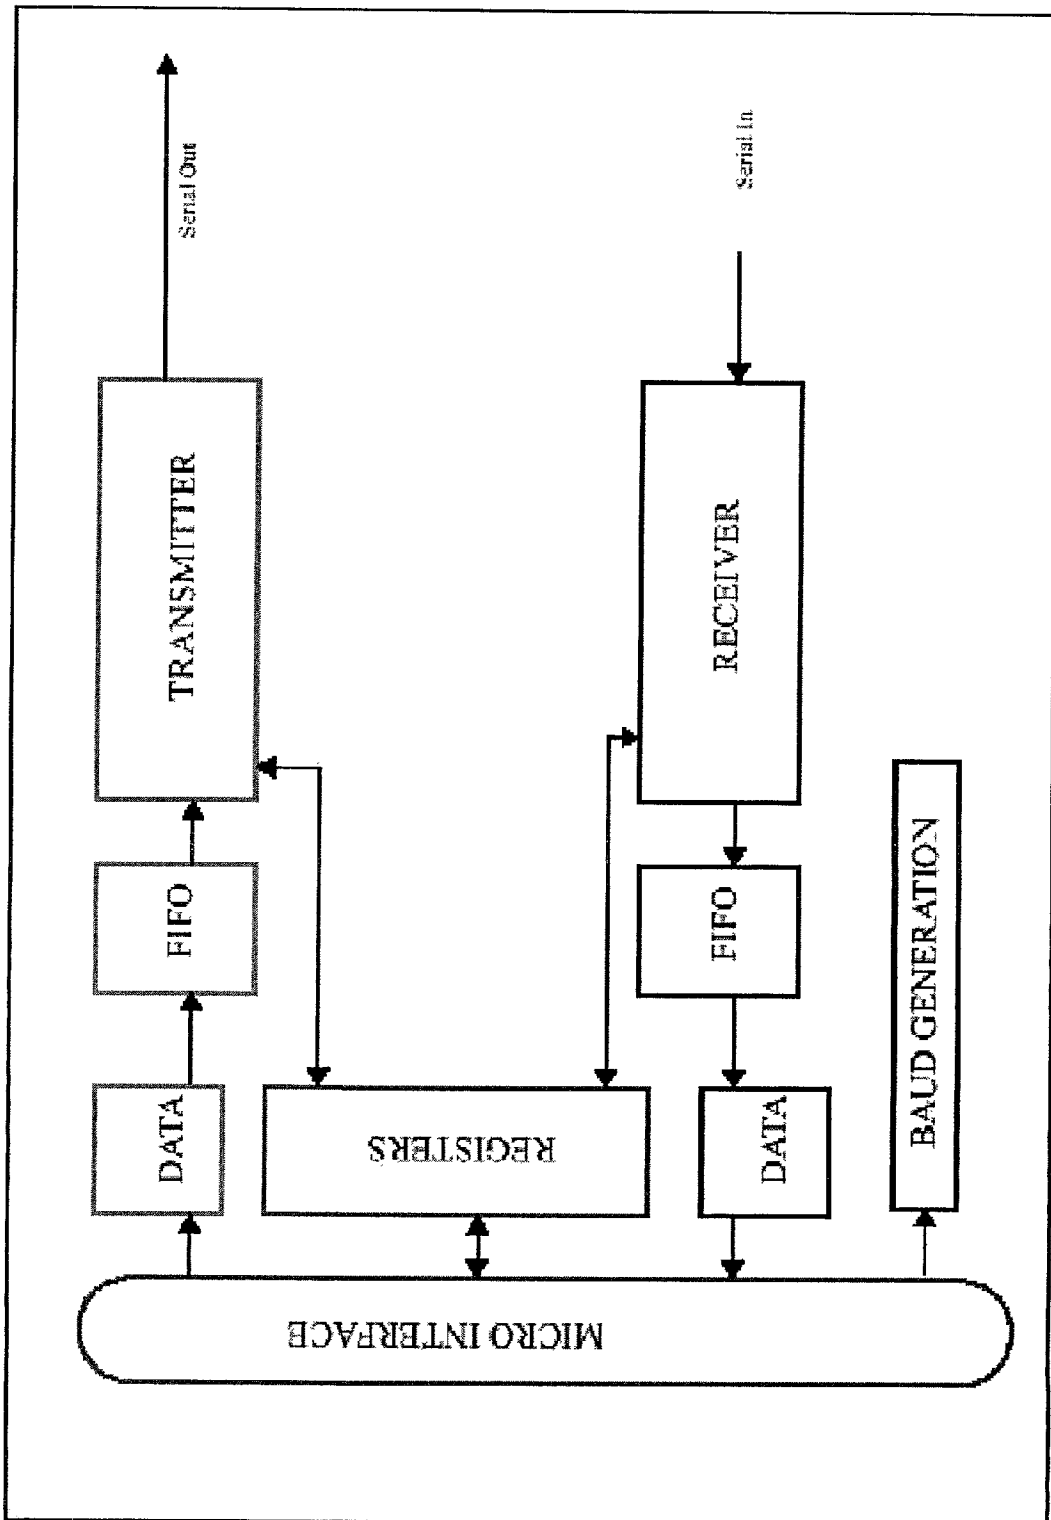 Serial Out
Serial In
TRANSMITTER
RECEIVER
FIFO
FIFO
DATA
REGISTERS
DATA
BAUD GENERATION
MICRO INTERFACE